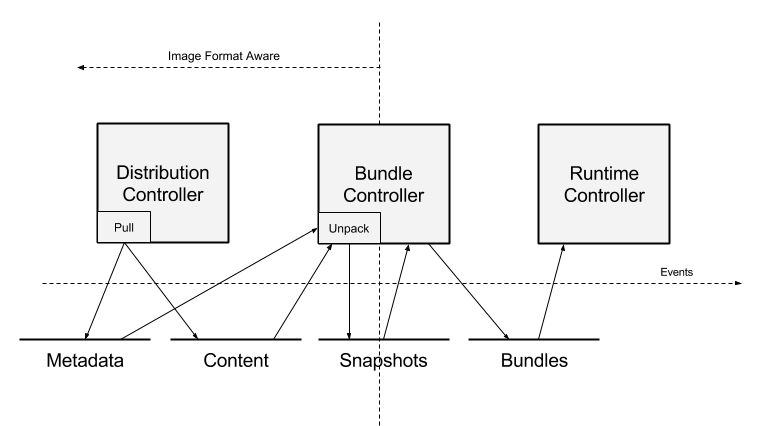 Image Format Aware
Distribution
Controller
Pull
Bundle
Controller
Unpack
Runtime
Controller
Events
Metadata
Content
Snapshots
Bundles